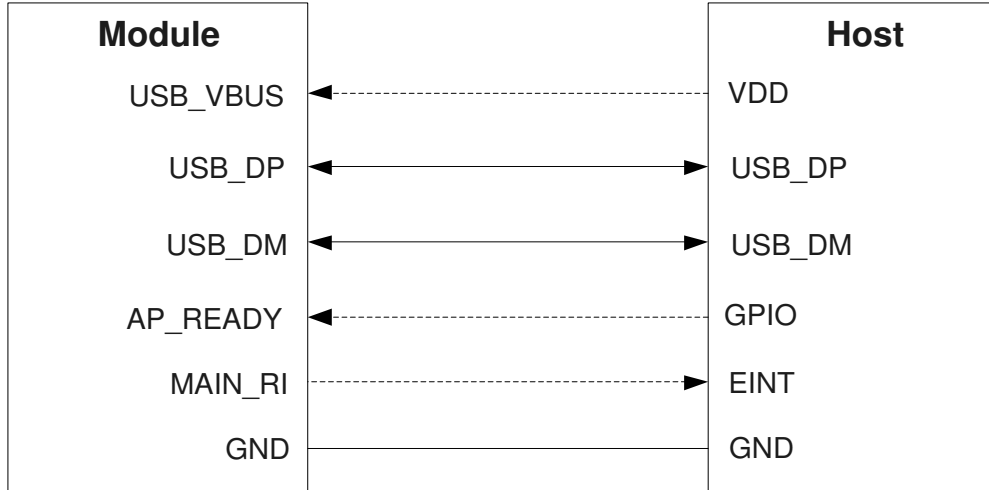 Module Host
USB_VBUS VDD
USB_DP USB_DP
USB_DM USB_DM
AP_READY GPIO
MAIN_RI EINT
GND GND